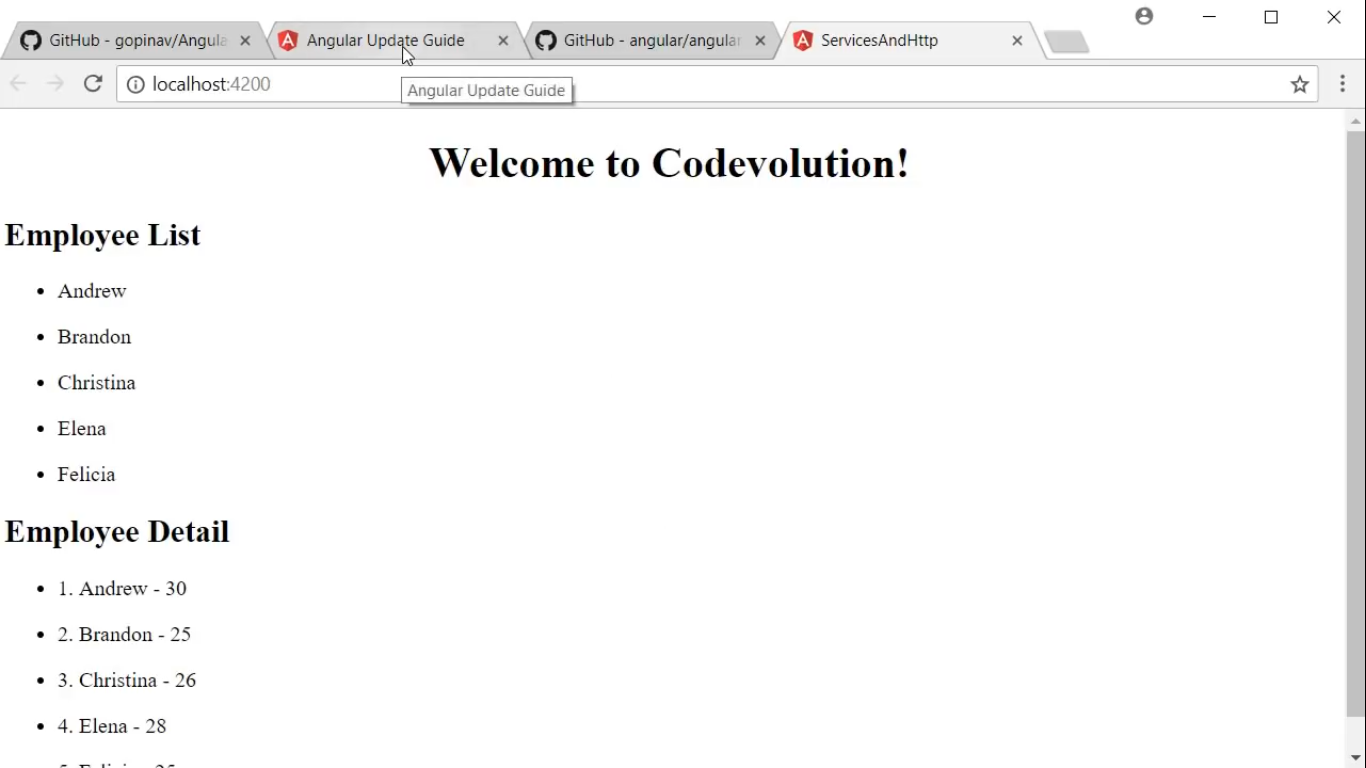 GitHub - gopinav/Angula
Angular Update Guide
GitHub - angular/angular
ServicesAndHttp
localhost:4200
Angular Update Guide
Welcome to Codevolution!
Employee List
Andrew
Brandon
Christina
Elena
Felicia
Employee Detail
1. Andrew - 30
2. Brandon - 25
3. Christina - 26
4. Elena - 28